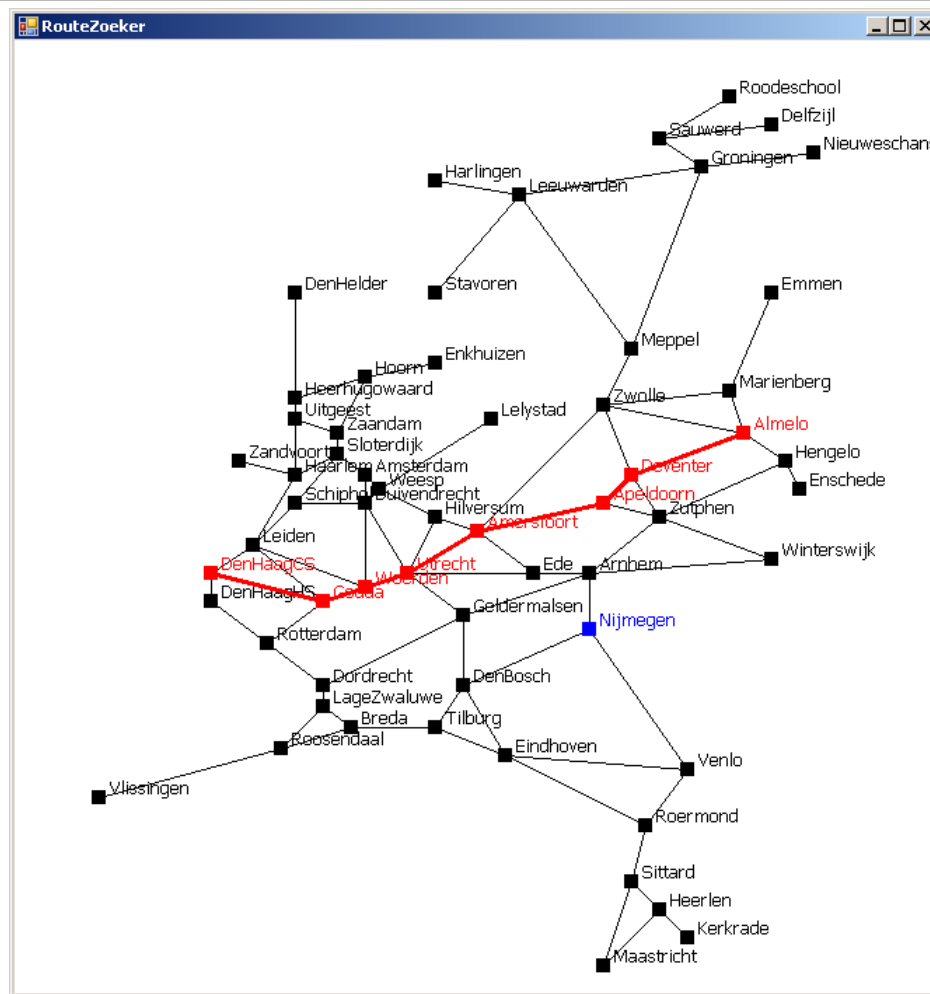 RouteZoeker
Roodeschool
Delfzijl
Sauwerd
Nieuweschans
Groningen
Harlingen
Leeuwarden
DenHelder
Stavoren
Emmen
Meppel
Enkhuizen
Hoorn
Heerhugowaard
Marienberg
Zwolle
Uitgeest
Lelystad
Zaandam
Almelo
Sloterdijk
Zandvoort
Hengelo
Haarlem
Amsterdam
Deventer
Weesp
Enschede
Schiphol
Duivendrecht
Apeldoorn
Hilversum
Zutphen
Amersfoort
Leiden
DenHaagCS
Utrecht
Ede
Arnhem
Winterswijk
Woerden
DenHaagHS
Gouda
Geldermalsen
Nijmegen
Rotterdam
Dordrecht
DenBosch
LageZwaluwe
Breda
Tilburg
Roosendaal
Eindhoven
Venlo
Vlissingen
Roermond
Sittard
Heerlen
Kerkrade
Maastricht